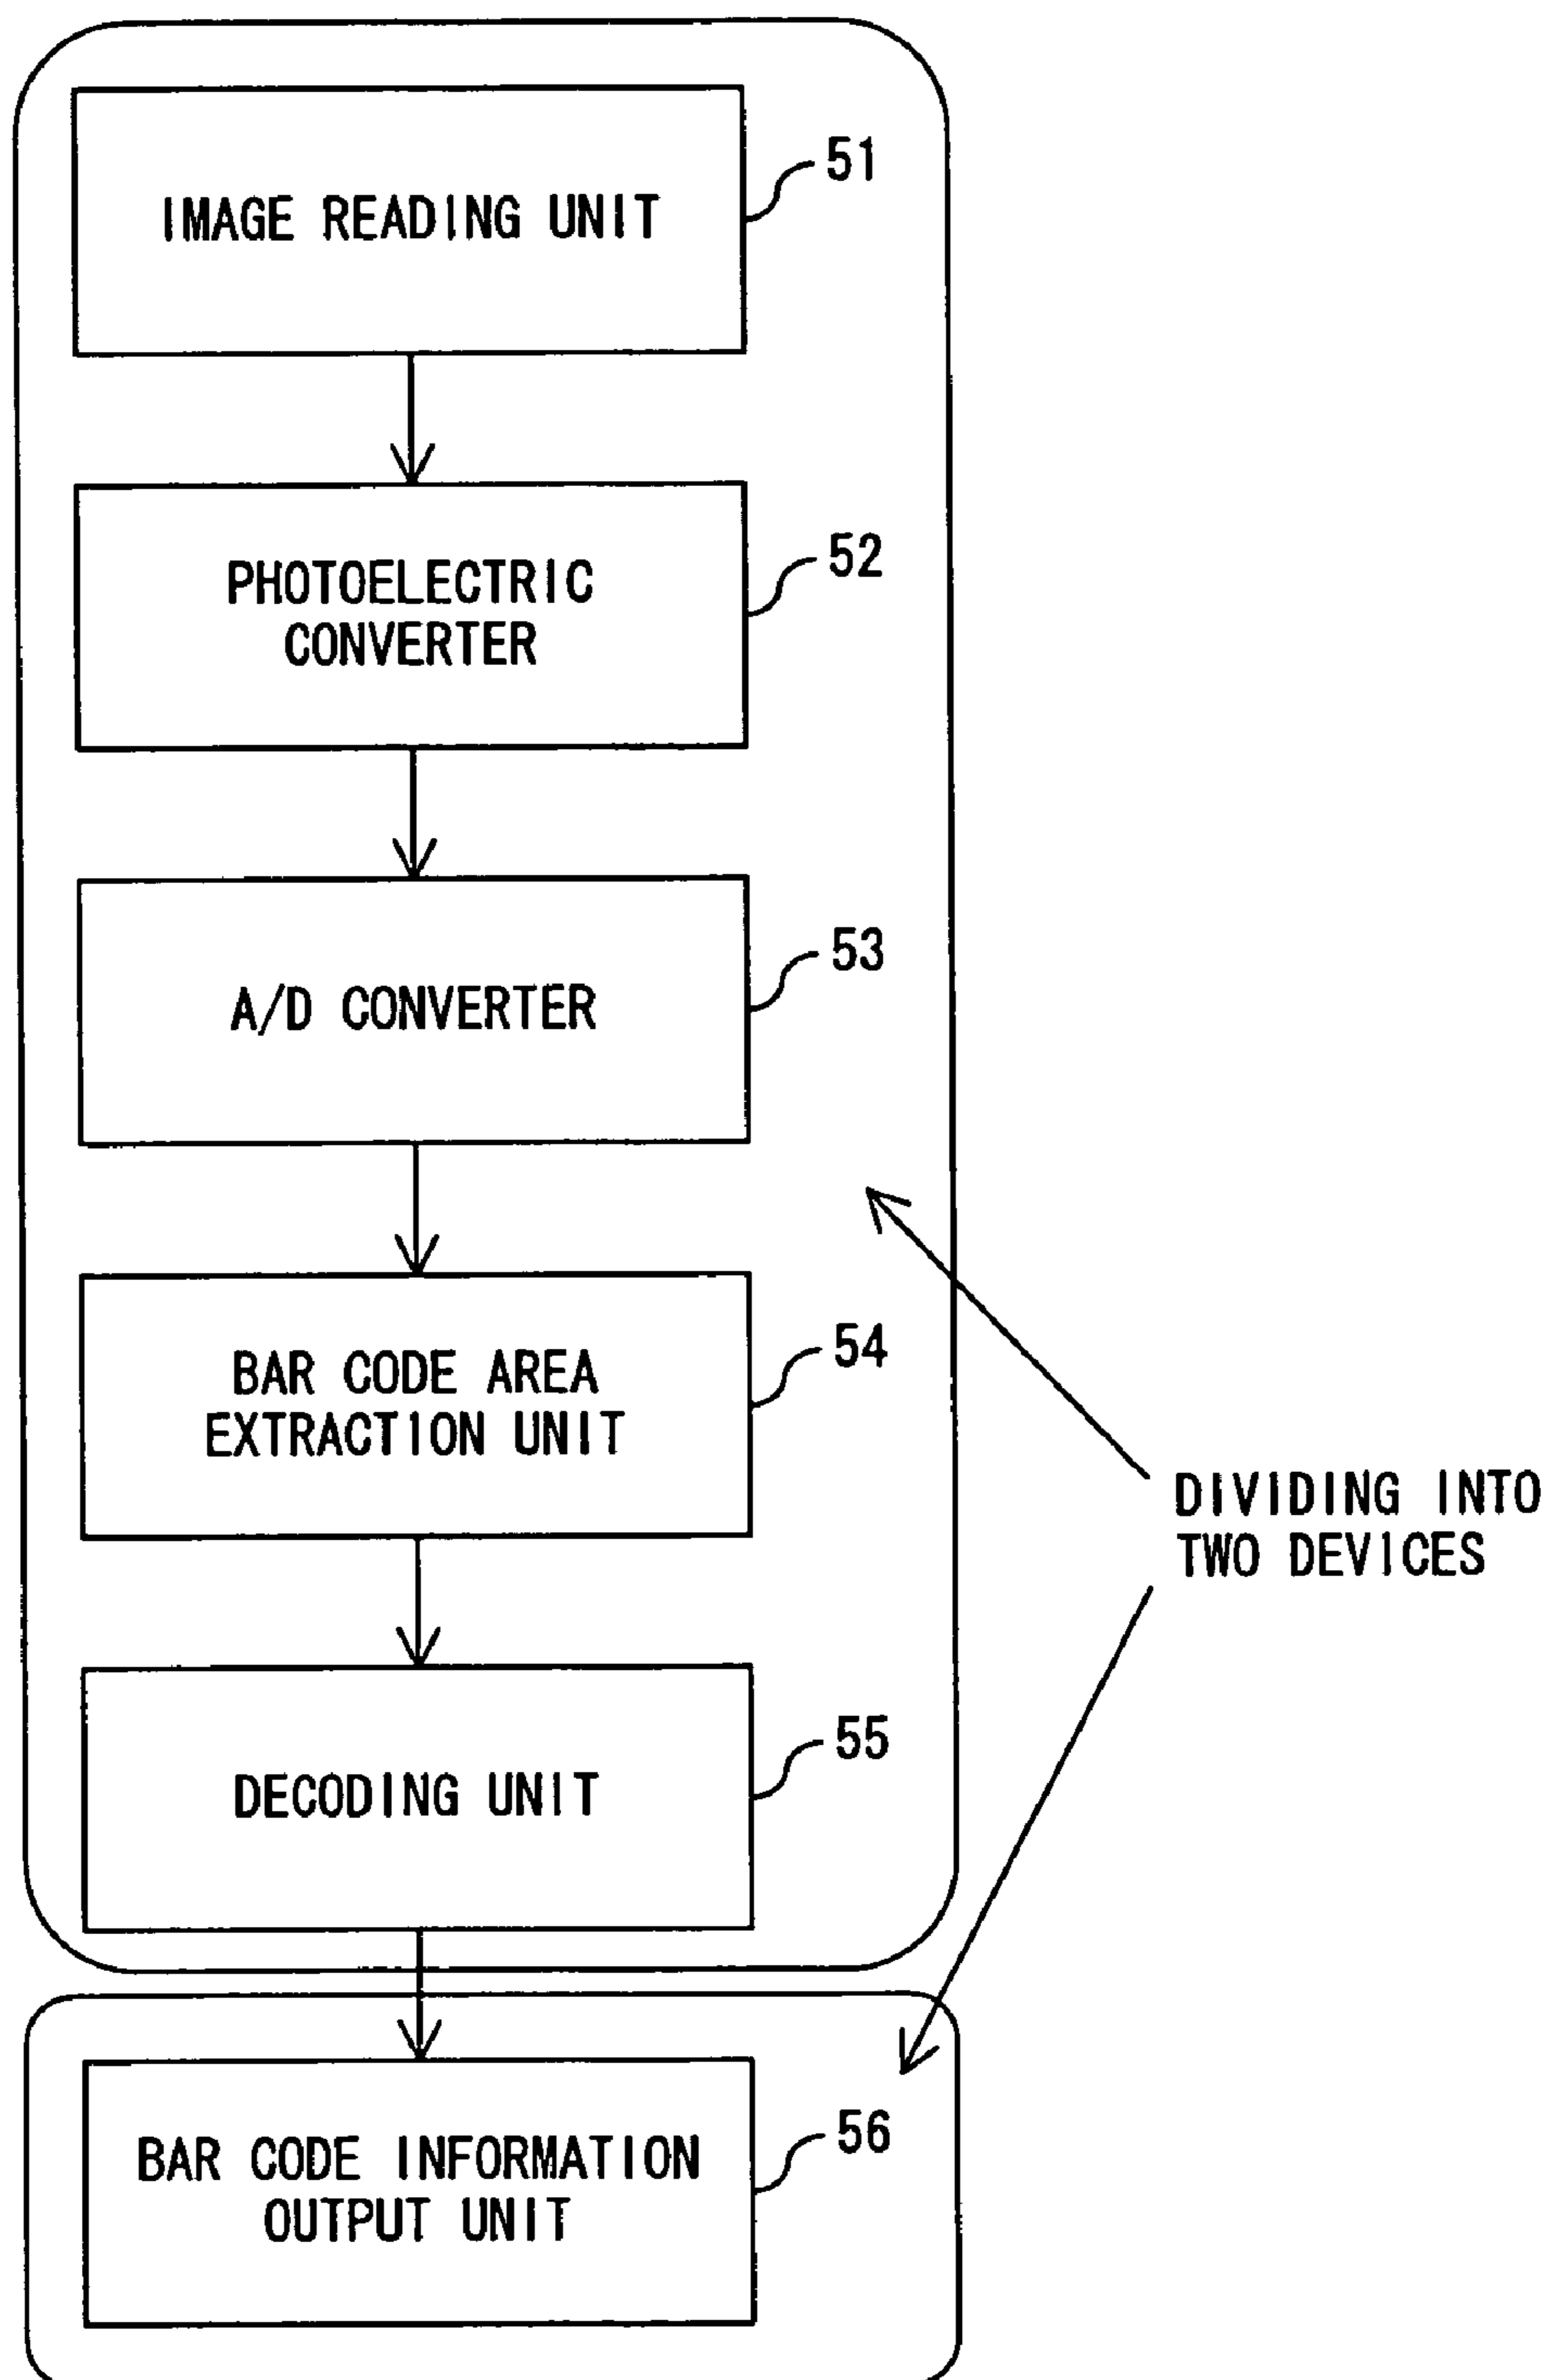 51
IMAGE READING UNIT
52
PHOTOELECTRIC
CONVERTER
53
A/D CONVERTER
54
BAR CODE AREA
EXTRACTION UNIT
DIVIDING INTO
TWO DEVICES
55
DECODING UNIT
56
BAR CODE INFORMATION
OUTPUT UNIT